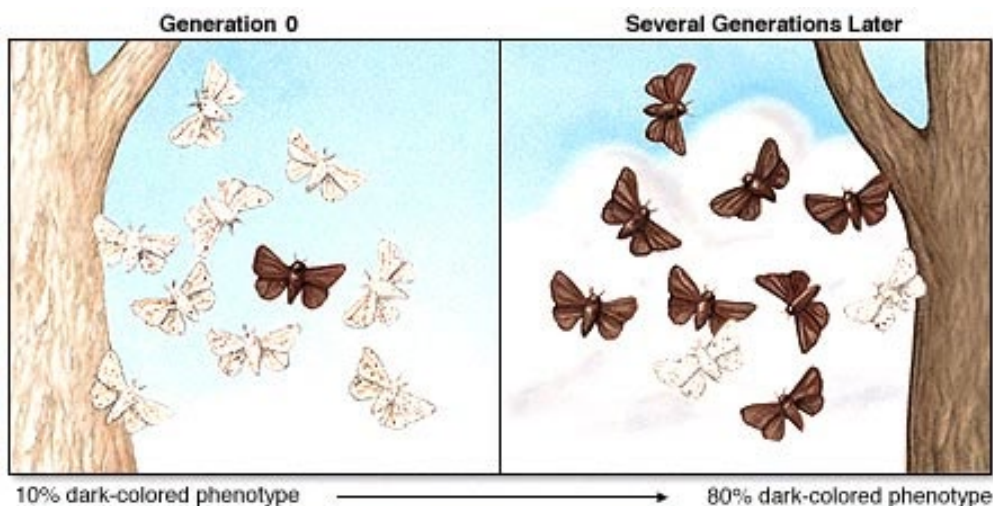 Generation 0
Several Generations Later
10% dark-colored phenotype
80% dark-colored phenotype